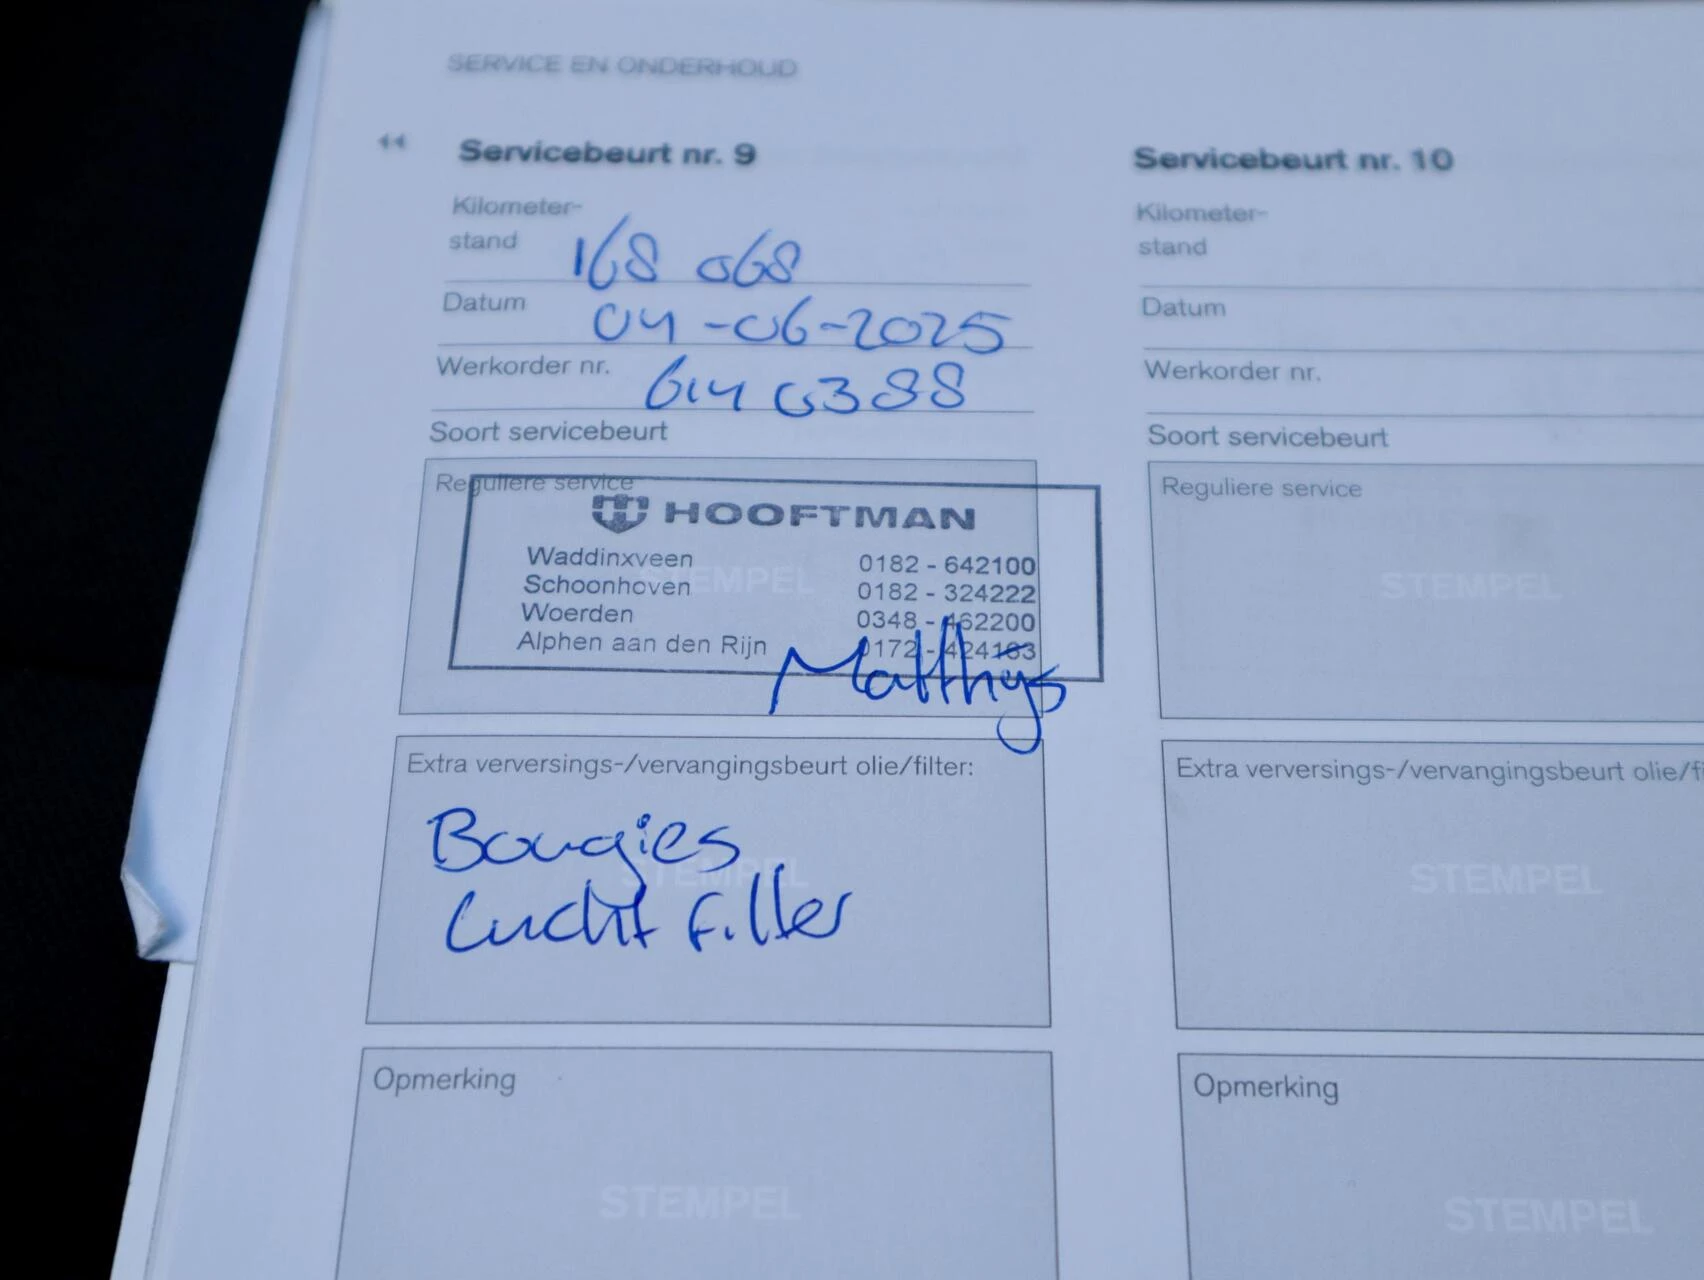 SERVICE EN ONDERHOUD
Servicebeurt nr. 9
Kilometer-
stand 168 068
Datum 04-06-2025
Werkorder nr. 6140388
Soort servicebeurt
Reguliere service
HOOFTMAN
Waddinxveen 0182 - 642100
Schoonhoven 0182 - 324222
Woerden 0348 - 462200
Alphen aan den Rijn 0172 - 424163
STEMPEL
Matthys
Extra verversings-/vervangingsbeurt olie/filter:
Bougies
STEMPEL
Lucht filter
Opmerking
STEMPEL
Servicebeurt nr. 10
Kilometer-
stand
Datum
Werkorder nr.
Soort servicebeurt
Reguliere service
STEMPEL
Extra verversings-/vervangingsbeurt olie/fi
STEMPEL
Opmerking
STEMPEL